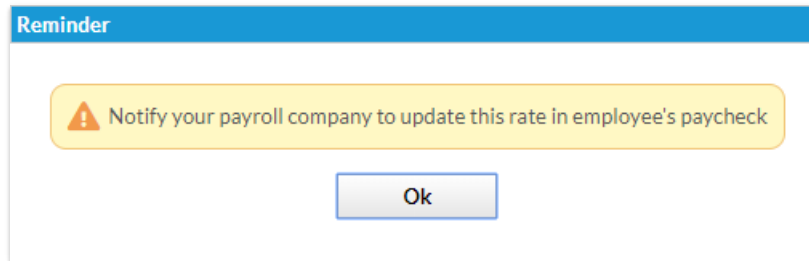 Reminder
Notify your payroll company to update this rate in employee's paycheck
Ok